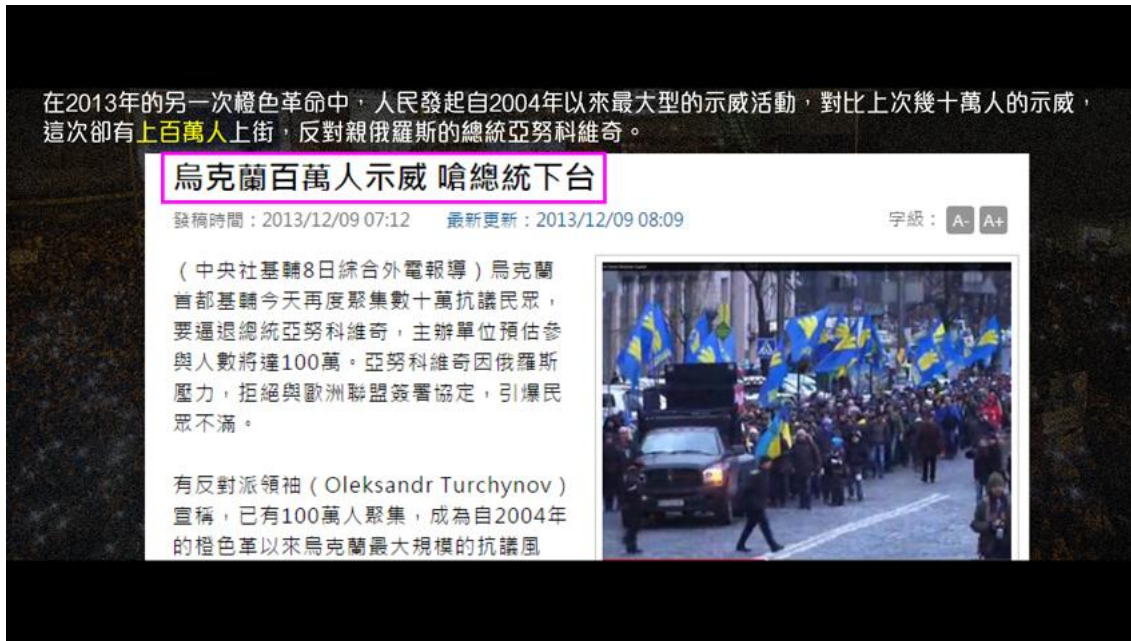 在2013年的另一次橙色革命中，人民發起自2004年以來最大型的示威活動，對比上次幾十萬人的示威，
這次卻有上百萬人上街，反對親俄羅斯的總統亞努科維奇。
烏克蘭百萬人示威 嗆總統下台
發稿時間：2013/12/09 07:12 最新更新：2013/12/09 08:09 字級： A- A+
（中央社基輔8日綜合外電報導）烏克蘭
首都基輔今天再度聚集數十萬抗議民眾，
要逼退總統亞努科維奇，主辦單位預估參
與人數將達100萬。亞努科維奇因俄羅斯
壓力，拒絕與歐洲聯盟簽署協定，引爆民
眾不滿。
有反對派領袖（Oleksandr Turchynov）
宣稱，已有100萬人聚集，成為自2004年
的橙色革以來烏克蘭最大規模的抗議風